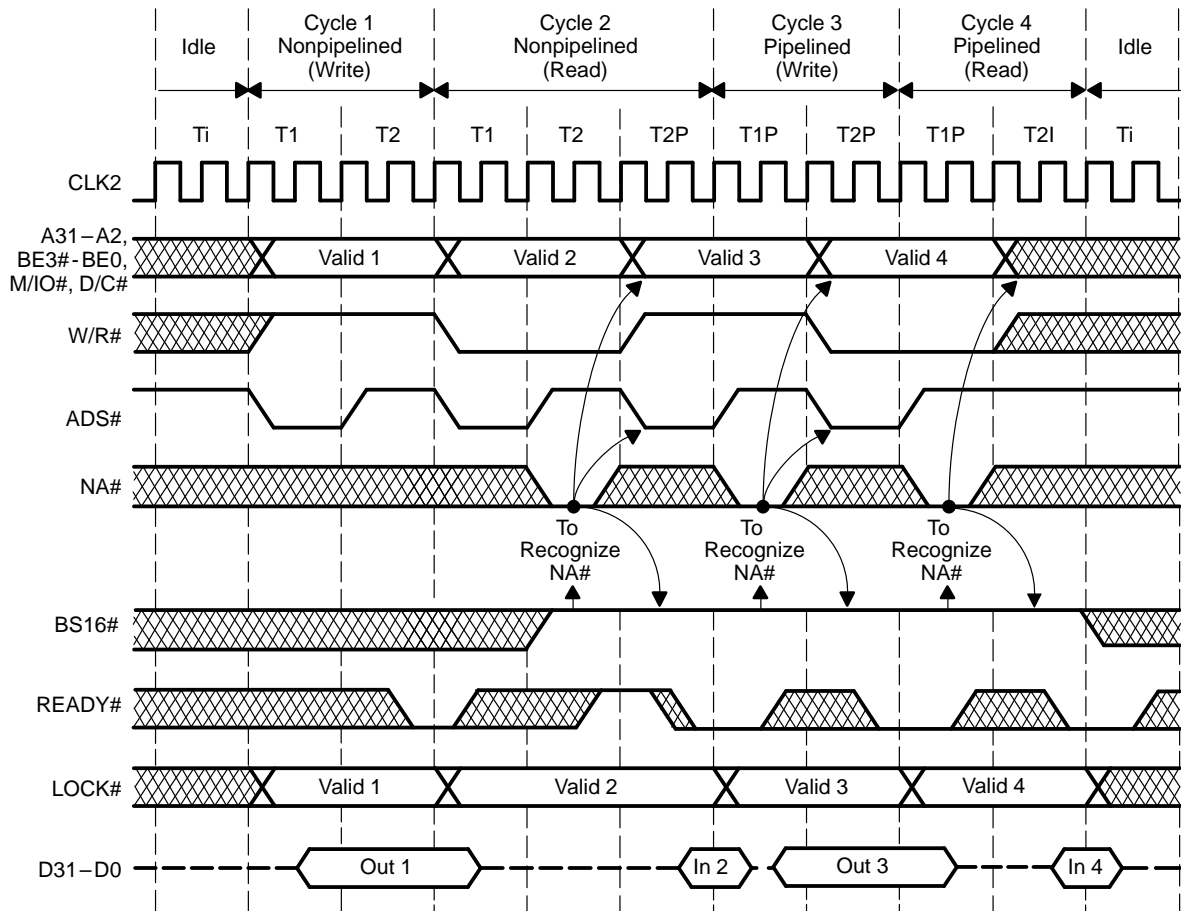 Idle
Cycle 1
Nonpipelined
(Write)
Cycle 2
Nonpipelined
(Read)
Cycle 3
Pipelined
(Write)
Cycle 4
Pipelined
(Read)
Idle
Ti T1 T2 T1 T2 T2P T1P T2P T1P T2I Ti
CLK2
A31–A2,
BE3#-BE0,
M/IO#, D/C#
Valid 1 Valid 2 Valid 3 Valid 4
W/R#
ADS#
NA#
To
Recognize
NA#
To
Recognize
NA#
To
Recognize
NA#
BS16#
READY#
LOCK# Valid 1 Valid 2 Valid 3 Valid 4
D31–D0 Out 1 In 2 Out 3 In 4